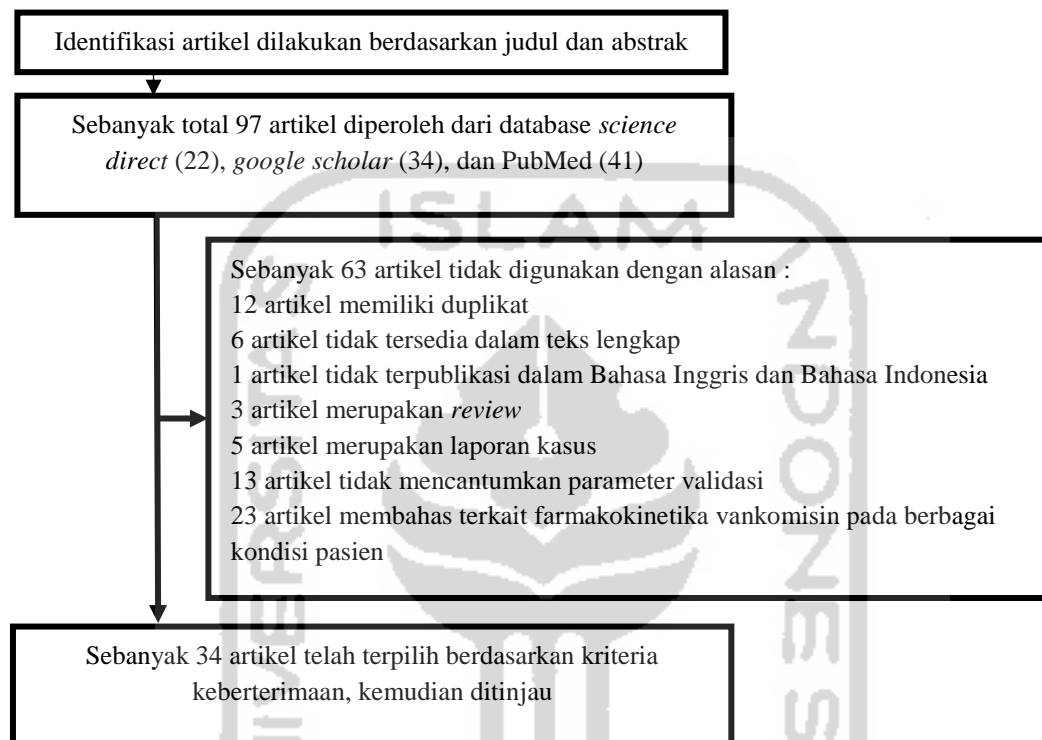 Identifikasi artikel dilakukan berdasarkan judul dan abstrak
Sebanyak total 97 artikel diperoleh dari database science
direct (22), google scholar (34), dan PubMed (41)
ISLAM
INDONES
VERSITAS
Sebanyak 63 artikel tidak digunakan dengan alasan :
12 artikel memiliki duplikat
6 artikel tidak tersedia dalam teks lengkap
1 artikel tidak terpublikasi dalam Bahasa Inggris dan Bahasa Indonesia
3 artikel merupakan review
5 artikel merupakan laporan kasus
13 artikel tidak mencantumkan parameter validasi
23 artikel membahas terkait farmakokinetika vankomisin pada berbagai
kondisi pasien
Sebanyak 34 artikel telah terpilih berdasarkan kriteria
keberterimaan, kemudian ditinjau